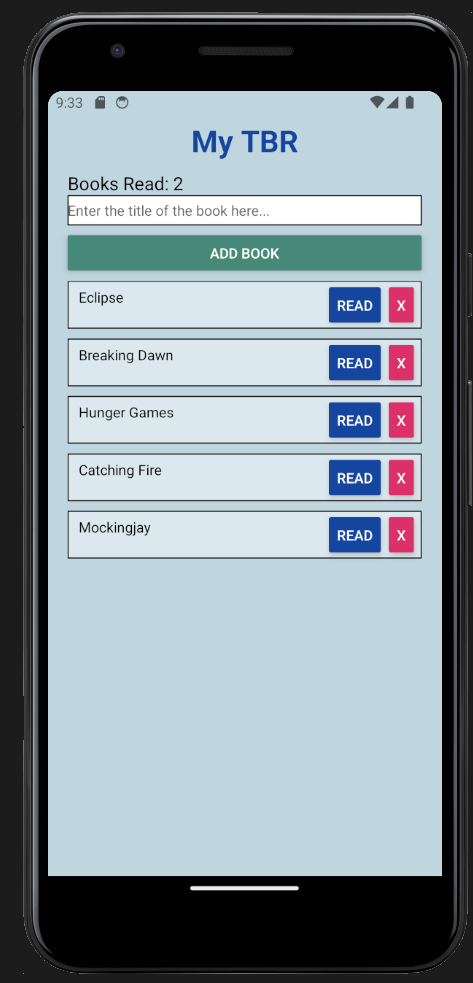 9:33
My TBR
Books Read: 2
Enter the title of the book here...
ADD BOOK
Eclipse READ X
Breaking Dawn READ X
Hunger Games READ X
Catching Fire READ X
Mockingjay READ X